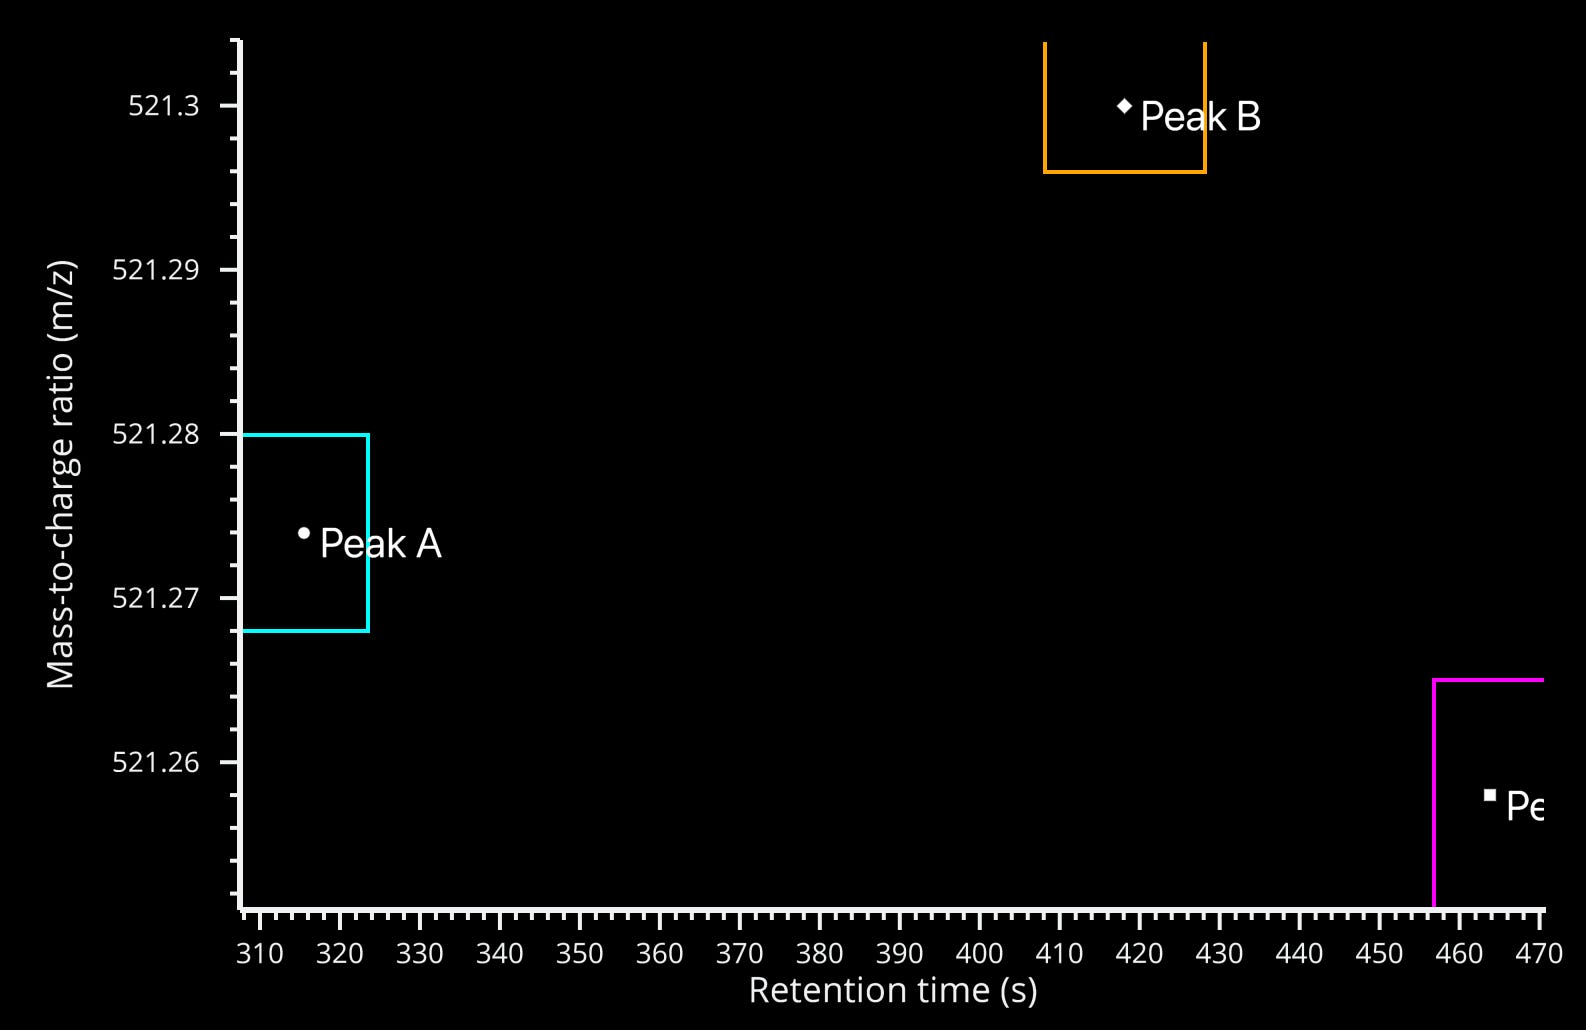 521.3
Peak B
521.29
521.28
Peak A
521.27
521.26
Pe
Mass-to-charge ratio (m/z)
310 320 330 340 350 360 370 380 390 400 410 420 430 440 450 460 470
Retention time (s)